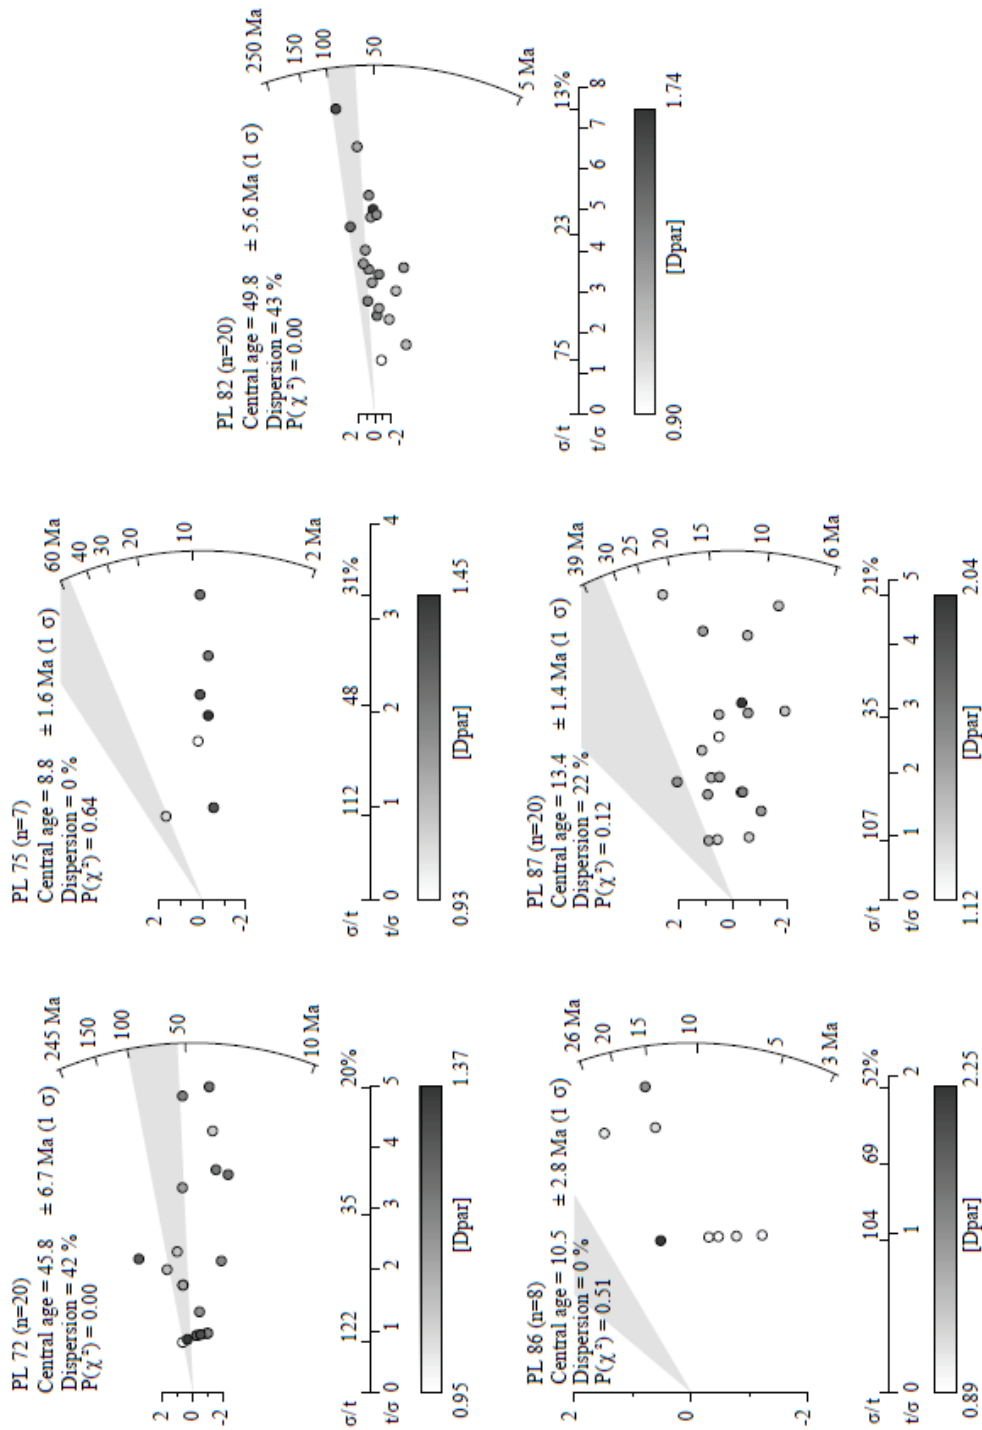 PL 72 (n=20)
Central age = 45.8 ± 6.7 Ma (1 σ)
Dispersion = 42 %
P(χ²) = 0.00
245 Ma
150
100
50
10 Ma
2
0
-2
σ/t 122 35 20%
t/σ 0 1 2 3 4 5
0.95 [Dpar] 1.37
PL 75 (n=7)
Central age = 8.8 ± 1.6 Ma (1 σ)
Dispersion = 0 %
P(χ²) = 0.64
60 Ma
40
30
20
10
2 Ma
2
0
-2
σ/t 112 48 31%
t/σ 0 1 2 3 4
0.93 [Dpar] 1.45
PL 82 (n=20)
Central age = 49.8 ± 5.6 Ma (1 σ)
Dispersion = 43 %
P(χ²) = 0.00
250 Ma
150
100
50
5 Ma
2
0
-2
σ/t 75 23 13%
t/σ 0 1 2 3 4 5 6 7 8
0.90 [Dpar] 1.74
PL 86 (n=8)
Central age = 10.5 ± 2.8 Ma (1 σ)
Dispersion = 0 %
P(χ²) = 0.51
26 Ma
20
15
10
5
3 Ma
2
0
-2
σ/t 104 69 52%
t/σ 0 1 2
0.89 [Dpar] 2.25
PL 87 (n=20)
Central age = 13.4 ± 1.4 Ma (1 σ)
Dispersion = 22 %
P(χ²) = 0.12
39 Ma
30
25
20
15
10
6 Ma
2
0
-2
σ/t 107 35 21%
t/σ 0 1 2 3 4 5
1.12 [Dpar] 2.04